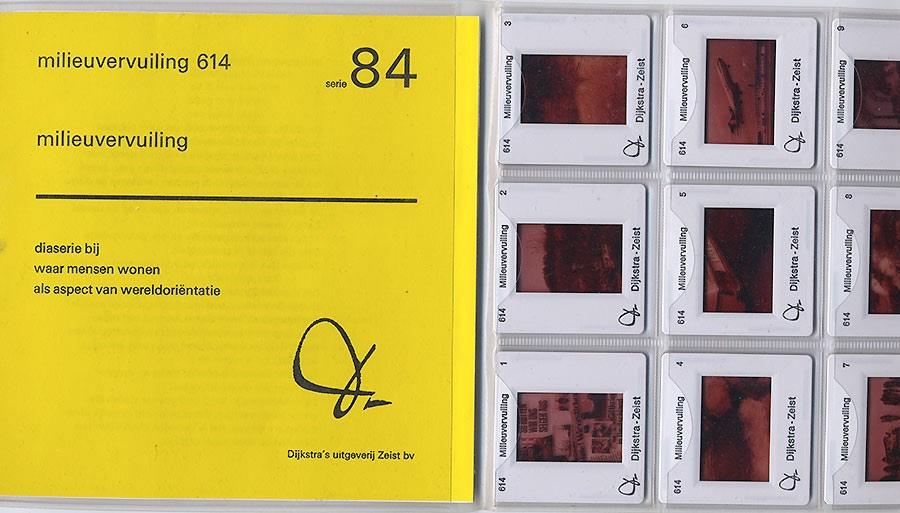 milieuvervuiling 614
serie 84
milieuvervuiling
diaserie bij
waar mensen wonen
als aspect van wereldoriëntatie
Dijkstra's uitgeverij Zeist bv
3
Milieuvervuiling
614
Dijkstra - Zeist
6
Milieuvervuiling
614
Dijkstra - Zeist
9
Milieuvervuiling
614
2
Milieuvervuiling
614
Dijkstra - Zeist
5
Milieuvervuiling
614
Dijkstra - Zeist
8
Milieuvervuiling
614
1
Milieuvervuiling
614
Dijkstra - Zeist
4
Milieuvervuiling
614
Dijkstra - Zeist
7
Milieuvervuiling
614